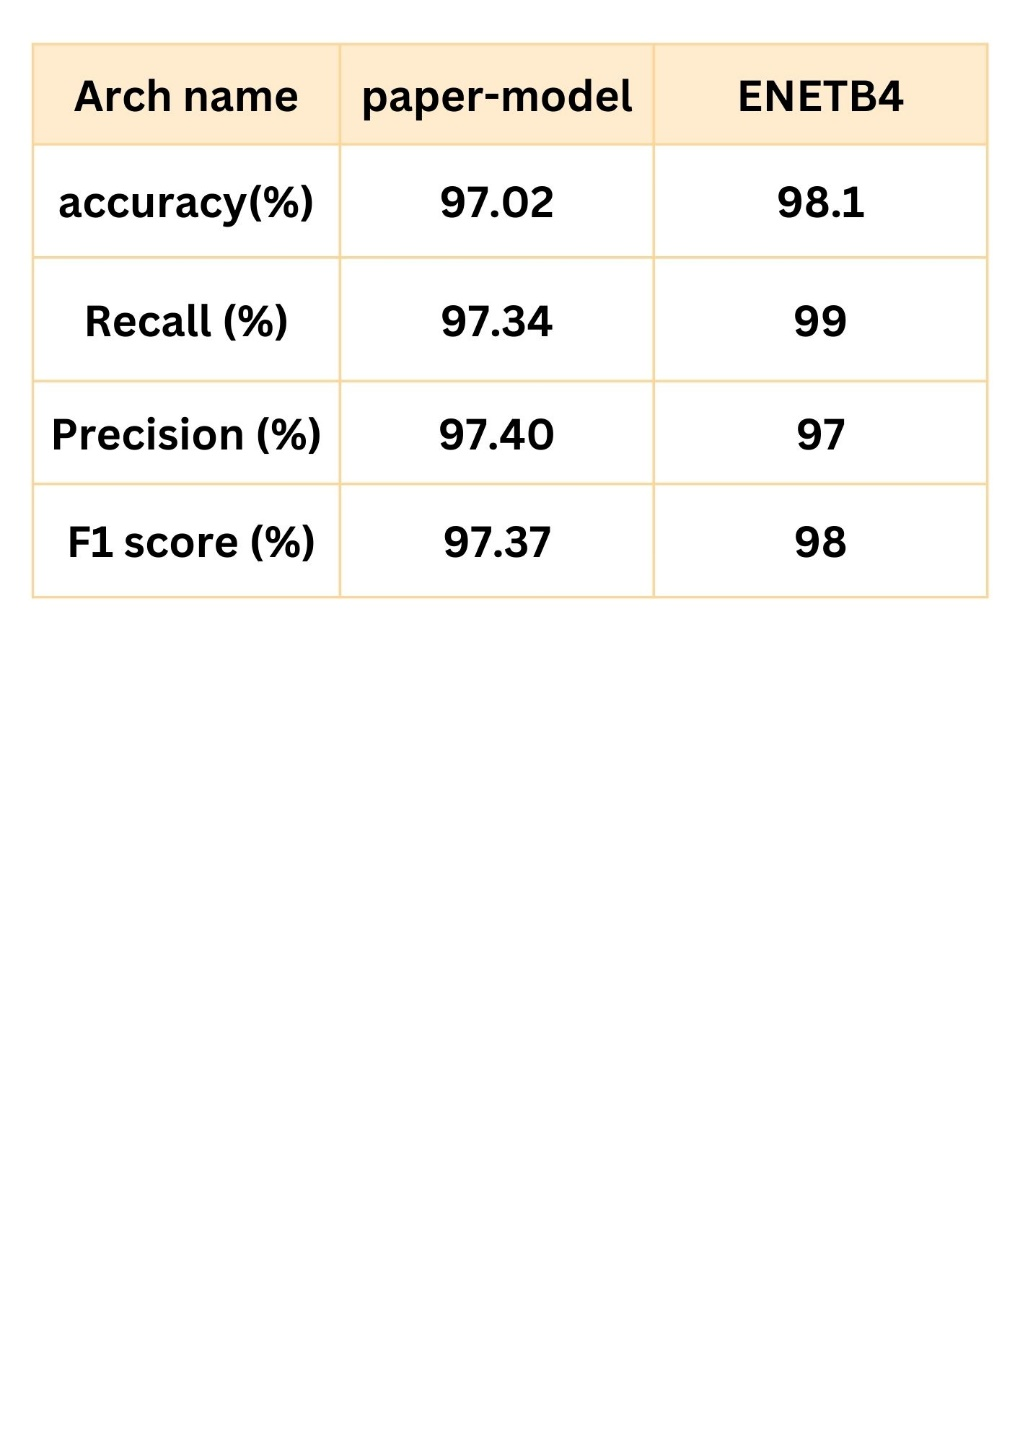 Arch name paper-model ENETB4
accuracy(%) 97.02 98.1
Recall (%) 97.34 99
Precision (%) 97.40 97
F1 score (%) 97.37 98